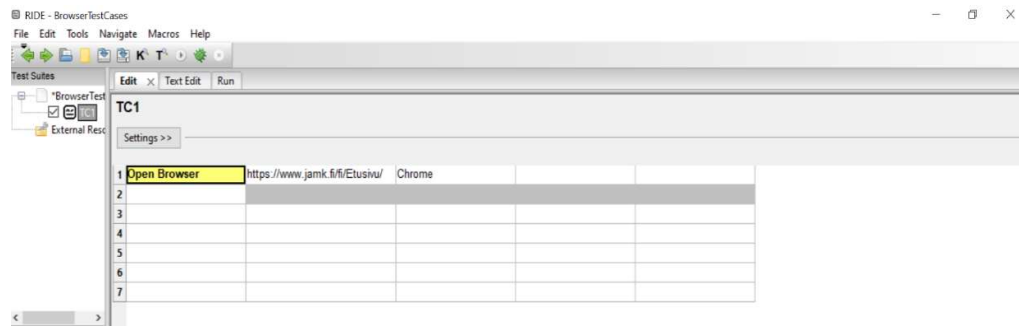 RIDE - BrowserTestCases
File Edit Tools Navigate Macros Help
K T
Test Suites
Edit Text Edit Run
*BrowserTest
TC1
External Resc
TC1
Settings >>
1 Open Browser https://www.jamk.fi/fi/Etusivu/ Chrome
2
3
4
5
6
7